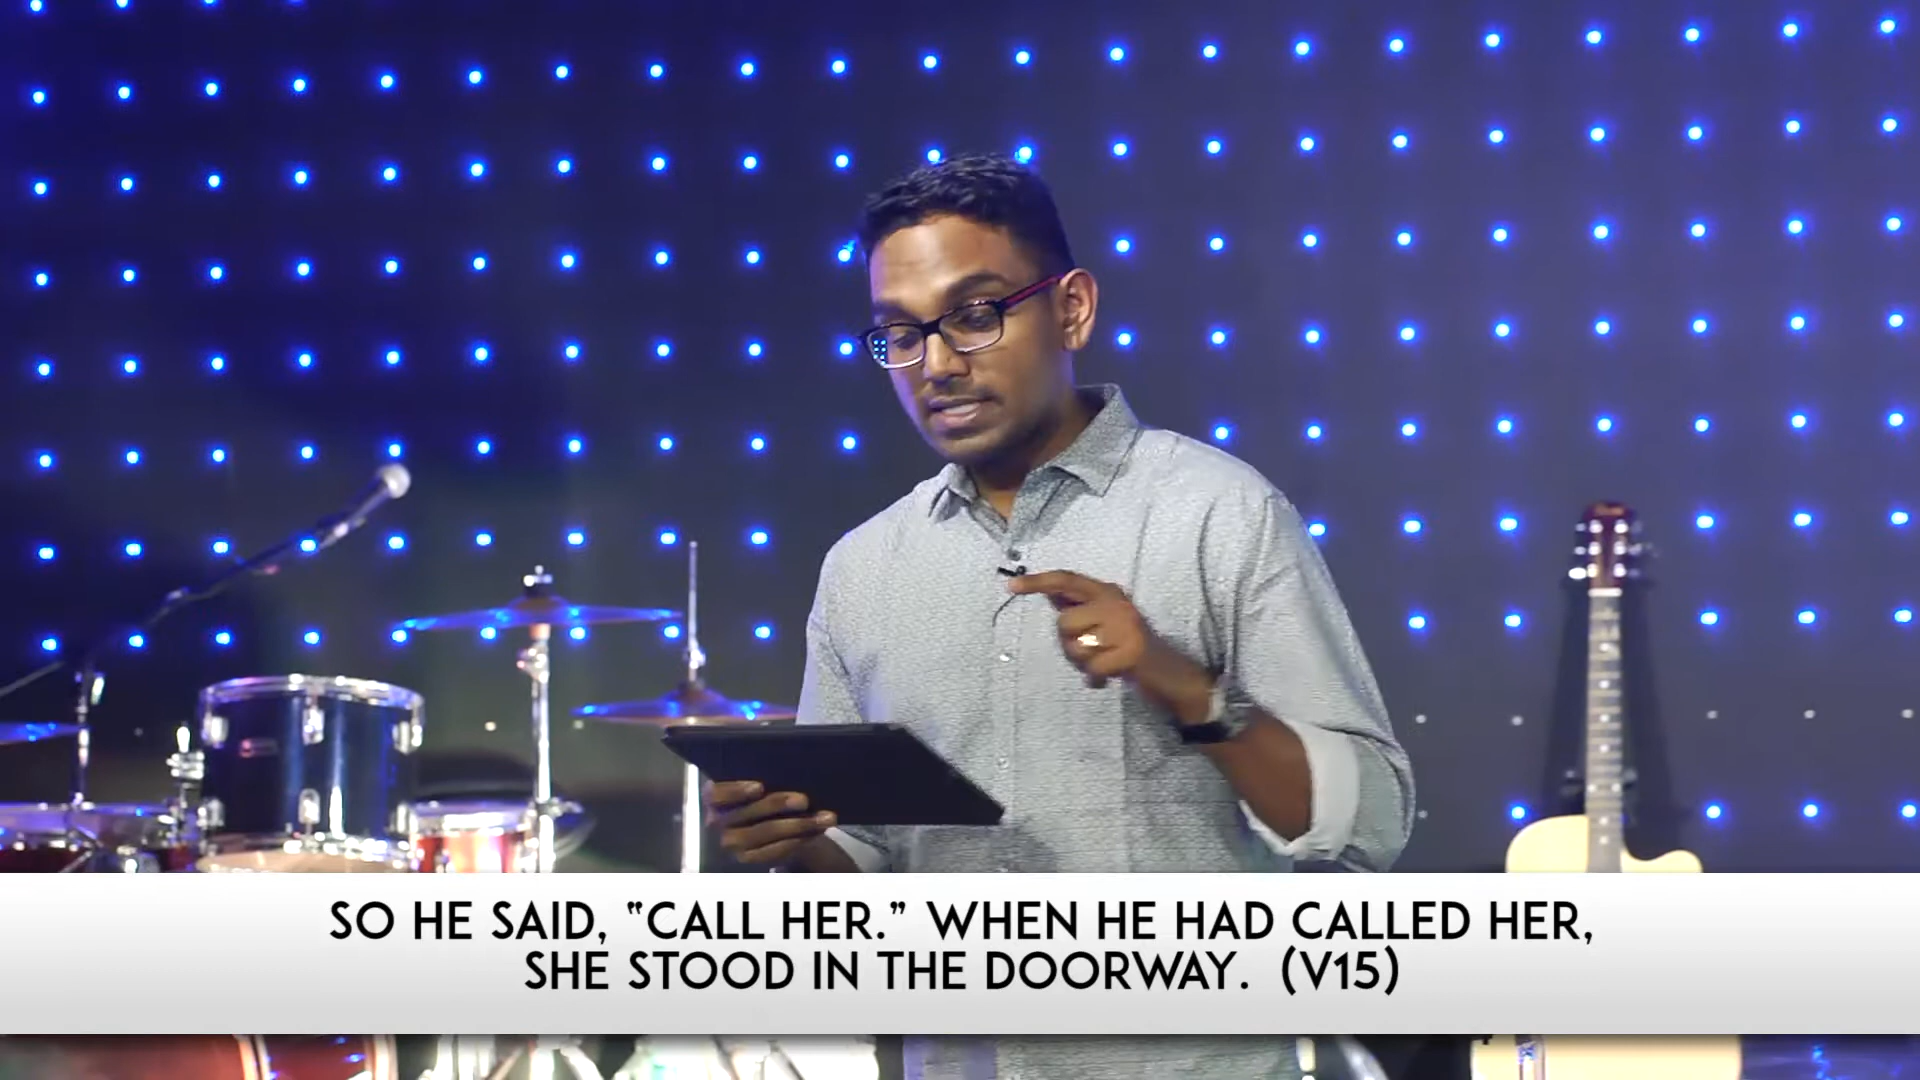 SO HE SAID, “CALL HER.” WHEN HE HAD CALLED HER,
SHE STOOD IN THE DOORWAY. (V15)